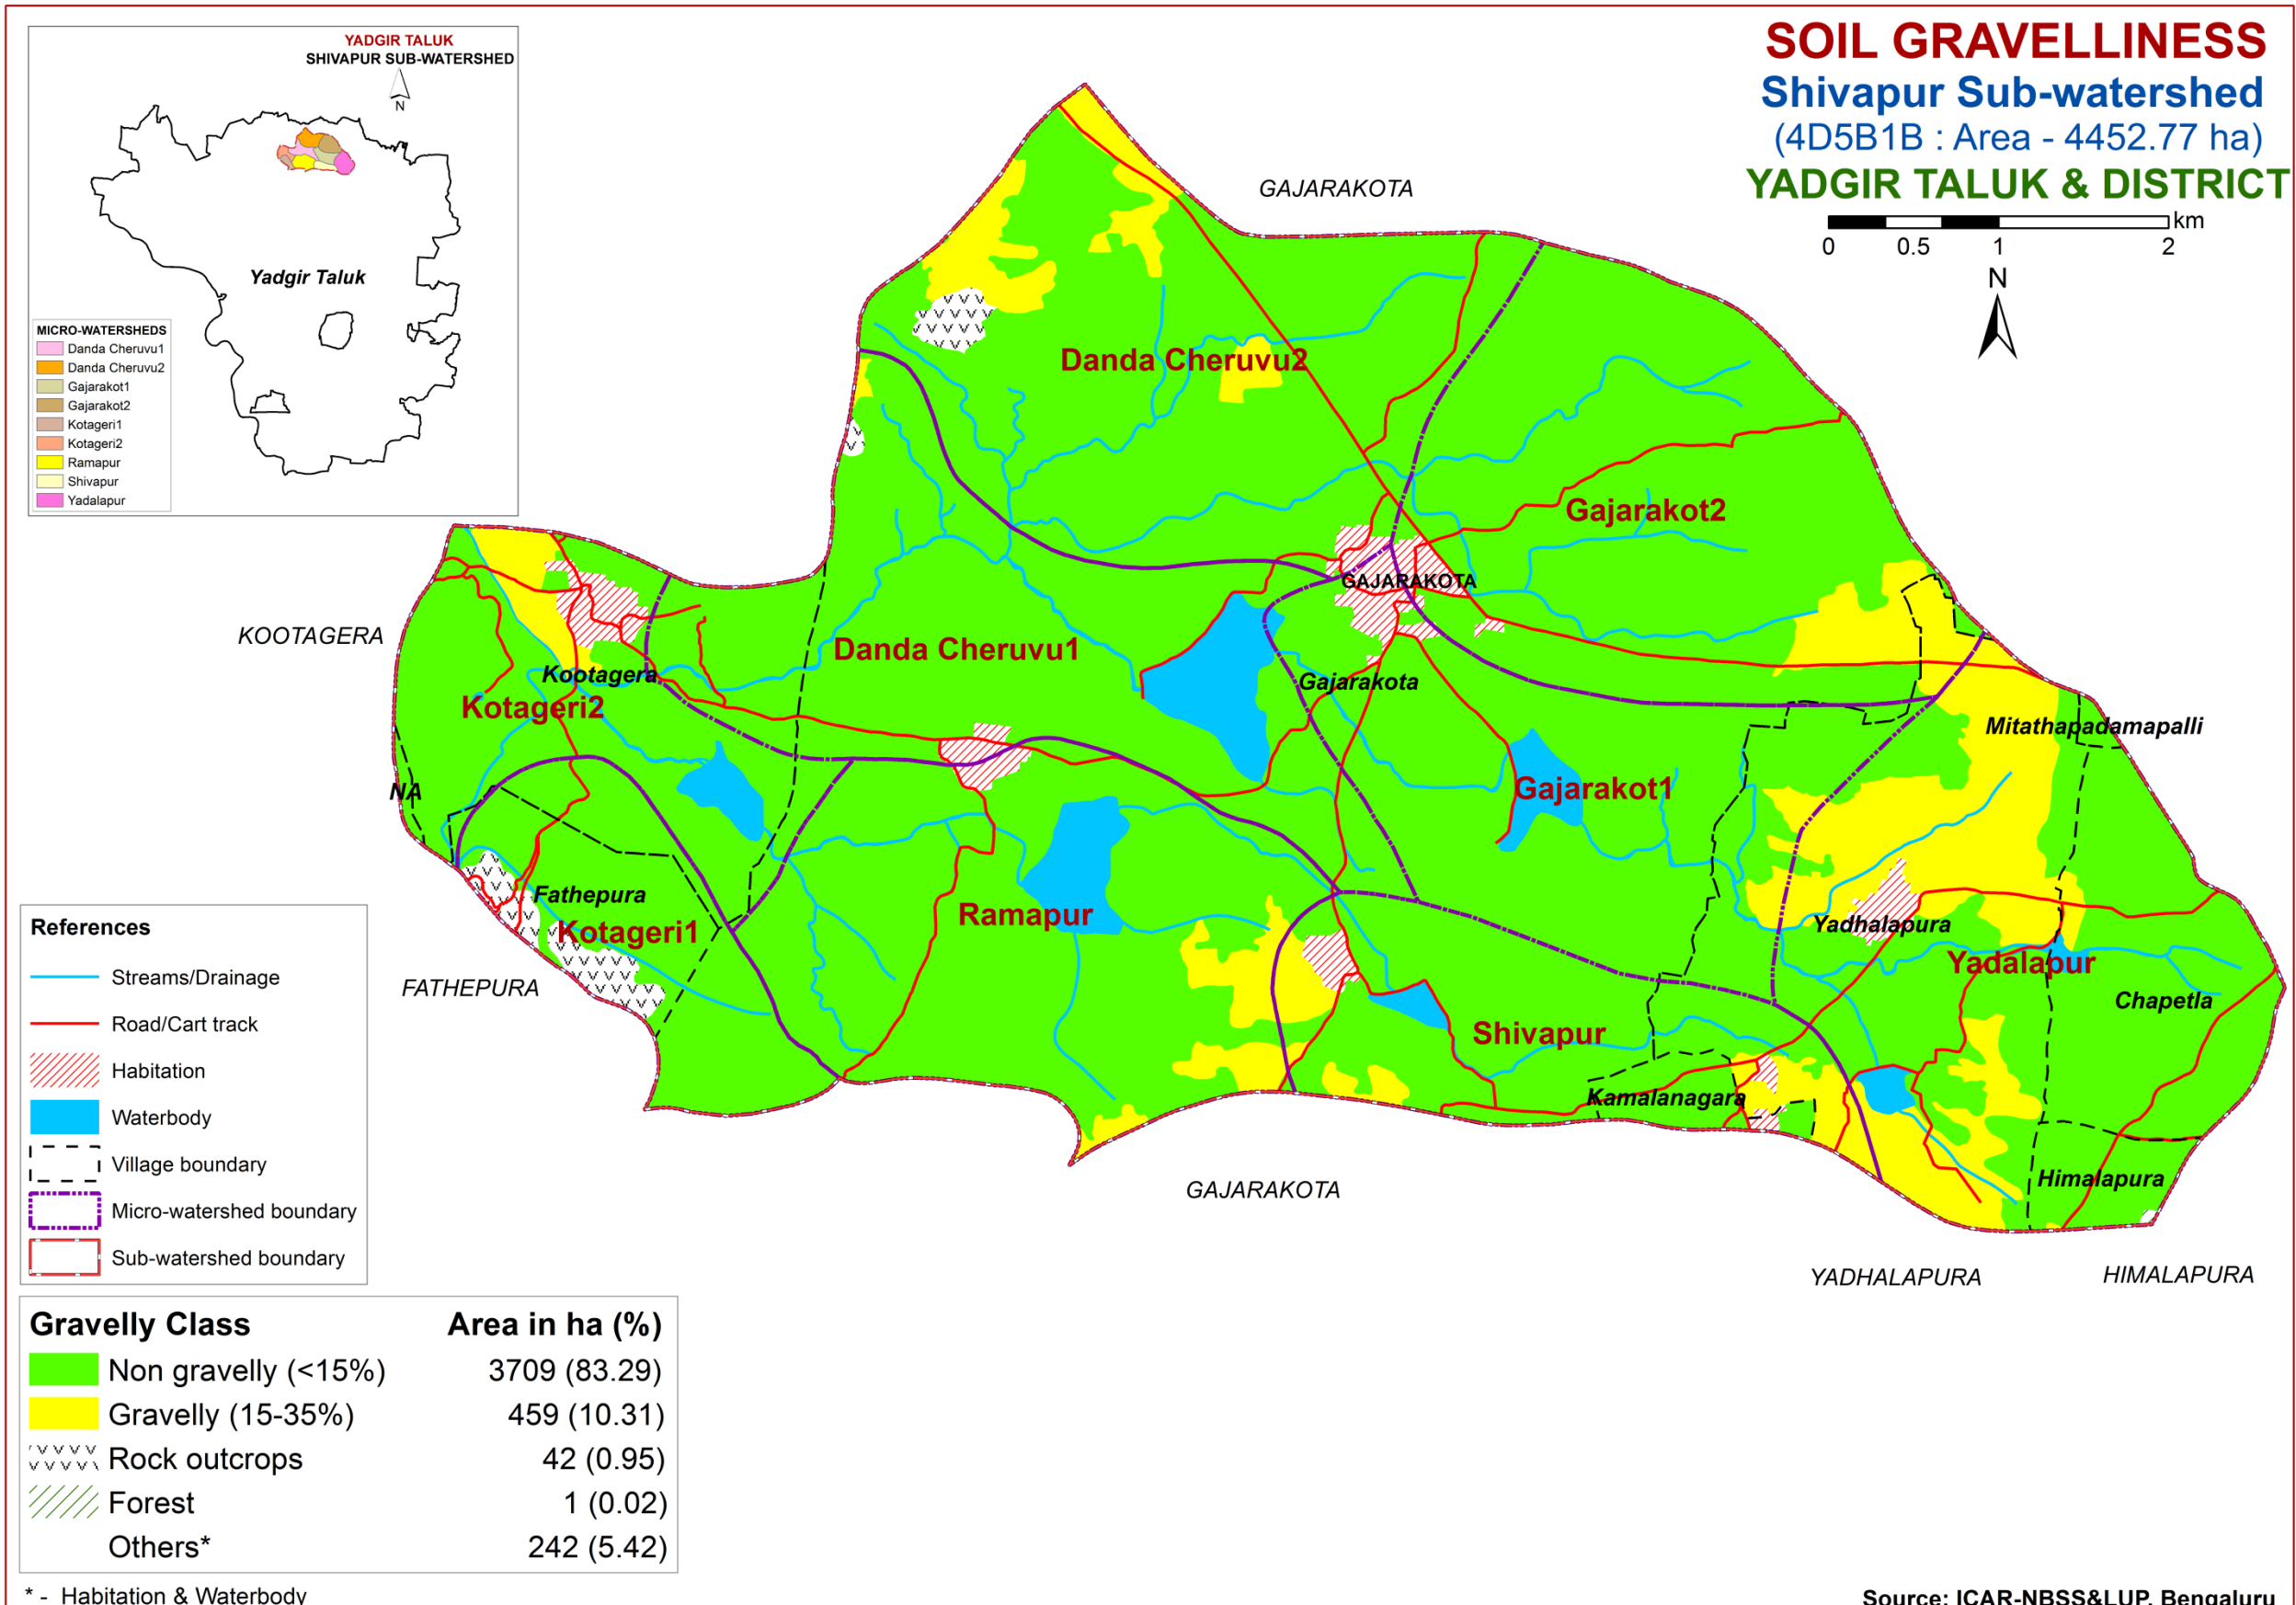 YADGIR TALUK
SHIVAPUR SUB-WATERSHED
N
Yadgir Taluk
MICRO-WATERSHEDS
Danda Cheruvu1
Danda Cheruvu2
Gajarakot1
Gajarakot2
Kotageri1
Kotageri2
Ramapur
Shivapur
Yadalapur
SOIL GRAVELLINESS
Shivapur Sub-watershed
(4D5B1B : Area - 4452.77 ha)
YADGIR TALUK & DISTRICT
km
0 0.5 1 2
N
GAJARAKOTA
Danda Cheruvu2
Gajarakot2
GAJARAKOTA
KOOTAGERA
Danda Cheruvu1
Kootagera
Gajarakota
Kotageri2
Mitathapadamapalli
NA
Gajarakot1
Fathepura
Ramapur
Kotageri1
Yadhalapura
Yadalapur
FATHEPURA
Chapetla
Shivapur
Kamalanagara
Himalapura
GAJARAKOTA
YADHALAPURA
HIMALAPURA
References
Streams/Drainage
Road/Cart track
Habitation
Waterbody
Village boundary
Micro-watershed boundary
Sub-watershed boundary
Gravelly Class Area in ha (%)
Non gravelly (<15%) 3709 (83.29)
Gravelly (15-35%) 459 (10.31)
Rock outcrops 42 (0.95)
Forest 1 (0.02)
Others* 242 (5.42)
* - Habitation & Waterbody
Source: ICAR-NBSS&LUP, Bengaluru